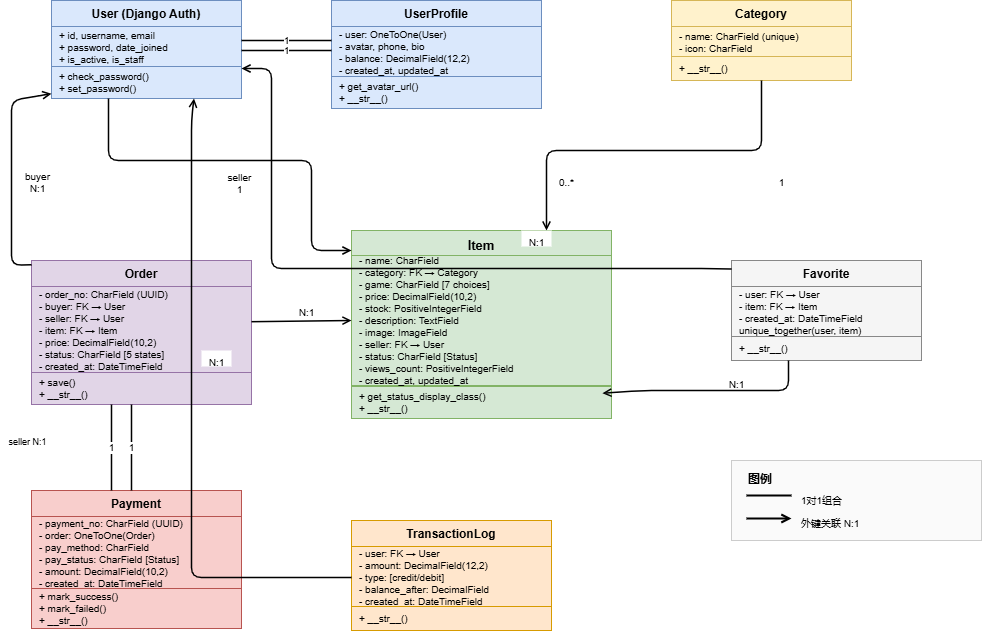 User (Django Auth)
+ id, username, email
+ password, date_joined
+ is_active, is_staff
+ check_password()
+ set_password()
1
1
UserProfile
- user: OneToOne(User)
- avatar, phone, bio
- balance: DecimalField(12,2)
- created_at, updated_at
+ get_avatar_url()
+ __str__()
Category
- name: CharField (unique)
- icon: CharField
+ __str__()
buyer
N:1
seller
1
0..*
1
N:1
Item
- name: CharField
- category: FK → Category
- game: CharField [7 choices]
- price: DecimalField(10,2)
- stock: PositiveIntegerField
- description: TextField
- image: ImageField
- seller: FK → User
- status: CharField [Status]
- views_count: PositiveIntegerField
- created_at, updated_at
+ get_status_display_class()
+ __str__()
Order
- order_no: CharField (UUID)
- buyer: FK → User
- seller: FK → User
- item: FK → Item
- price: DecimalField(10,2)
- status: CharField [5 states]
- created_at: DateTimeField
+ save()
+ __str__()
N:1
N:1
Favorite
- user: FK → User
- item: FK → Item
- created_at: DateTimeField
unique_together(user, item)
+ __str__()
N:1
seller N:1
1
1
Payment
- payment_no: CharField (UUID)
- order: OneToOne(Order)
- pay_method: CharField
- pay_status: CharField [Status]
- amount: DecimalField(10,2)
- created_at: DateTimeField
+ mark_success()
+ mark_failed()
+ __str__()
TransactionLog
- user: FK → User
- amount: DecimalField(12,2)
- type: [credit/debit]
- balance_after: DecimalField
- created_at: DateTimeField
+ __str__()
图例
1对1组合
外键关联 N:1